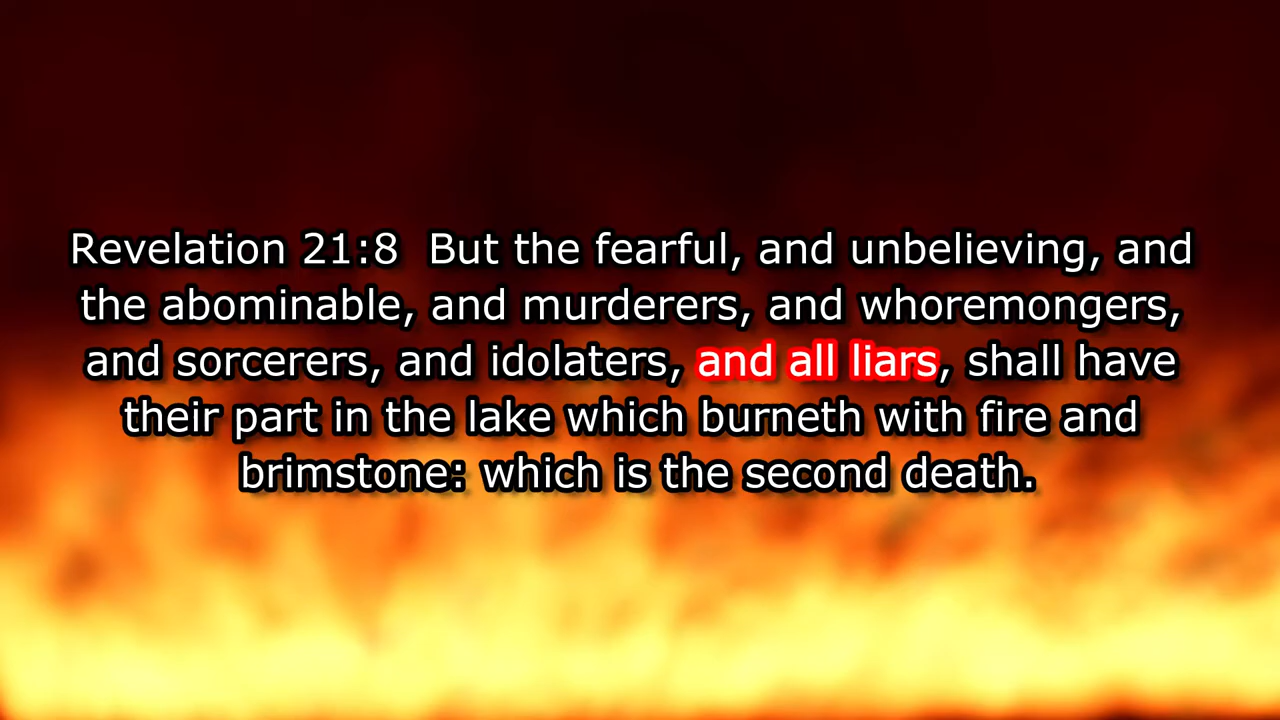 Revelation 21:8  But the fearful, and unbelieving, and
the abominable, and murderers, and whoremongers,
and sorcerers, and idolaters, and all liars, shall have
their part in the lake which burneth with fire and
brimstone: which is the second death.